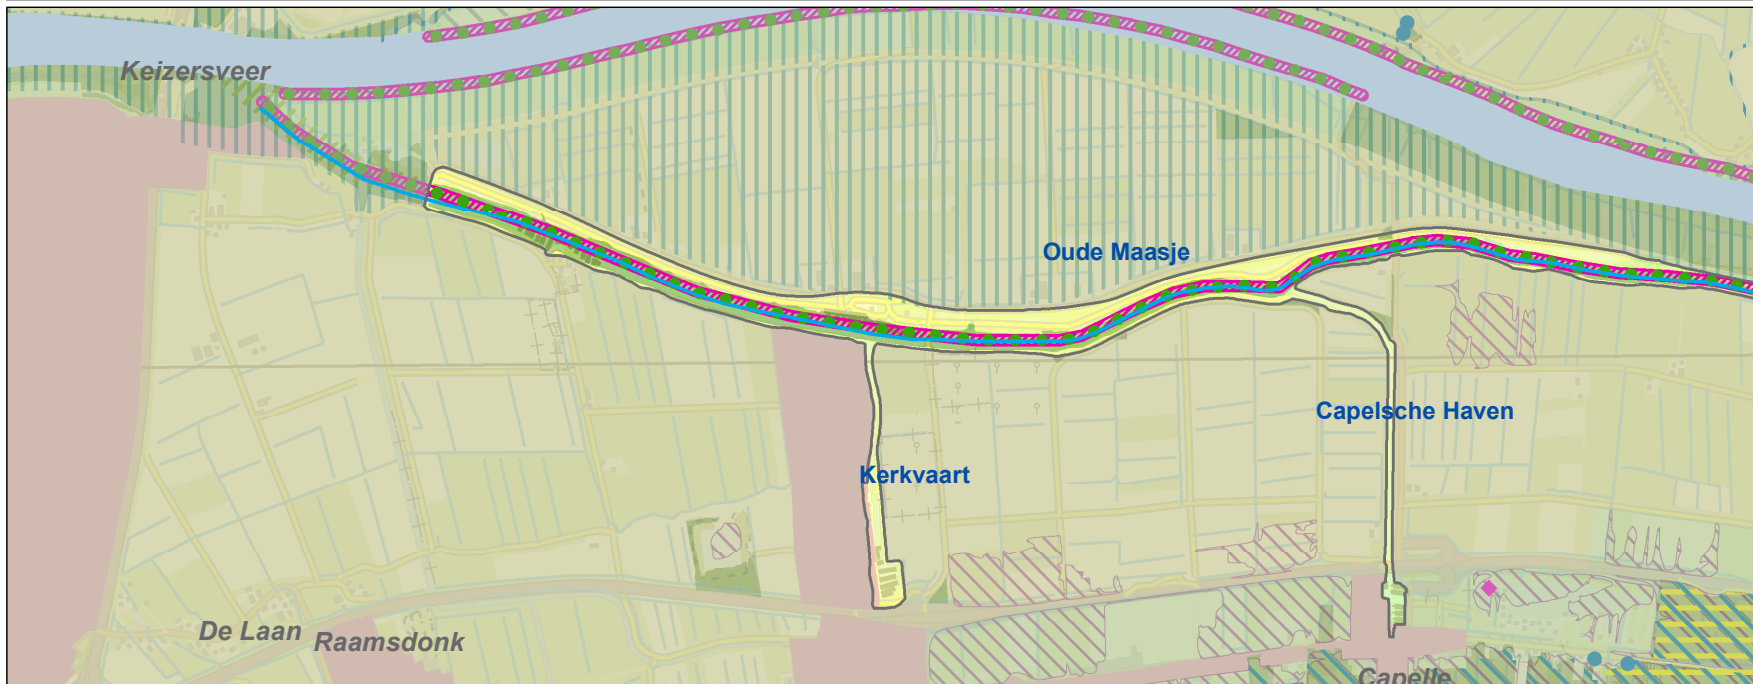 Keizersveer
Oude Maasje
Capelsche Haven
Kerkvaart
De Laan
Raamsdonk
Capelle